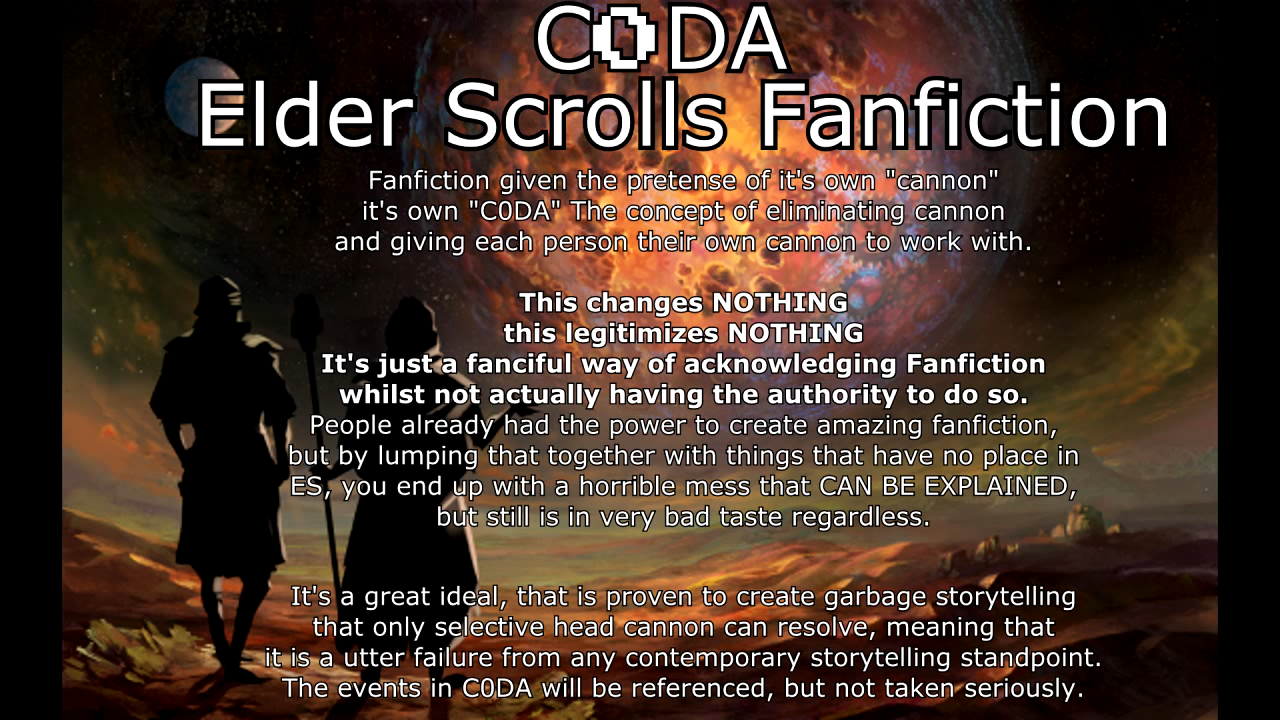 C0DA
Elder Scrolls Fanfiction
Fanfiction given the pretense of it's own "cannon"
it's own "C0DA" The concept of eliminating cannon
and giving each person their own cannon to work with.
This changes NOTHING
this legitimizes NOTHING
It's just a fanciful way of acknowledging Fanfiction
whilst not actually having the authority to do so.
People already had the power to create amazing fanfiction,
but by lumping that together with things that have no place in
ES, you end up with a horrible mess that CAN BE EXPLAINED,
but still is in very bad taste regardless.
It's a great ideal, that is proven to create garbage storytelling
that only selective head cannon can resolve, meaning that
it is a utter failure from any contemporary storytelling standpoint.
The events in C0DA will be referenced, but not taken seriously.